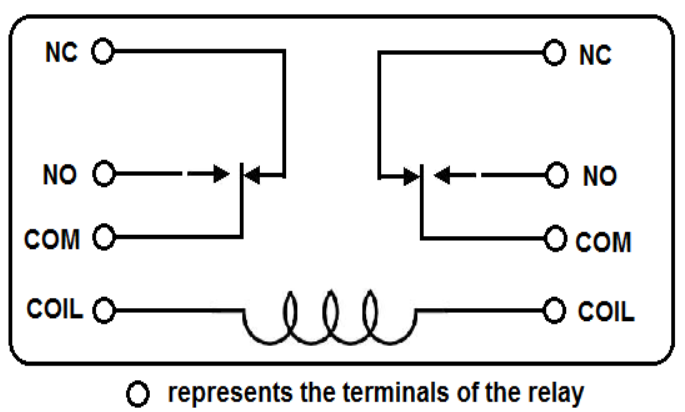 NC NC
NO NO
COM COM
COIL COIL
represents the terminals of the relay